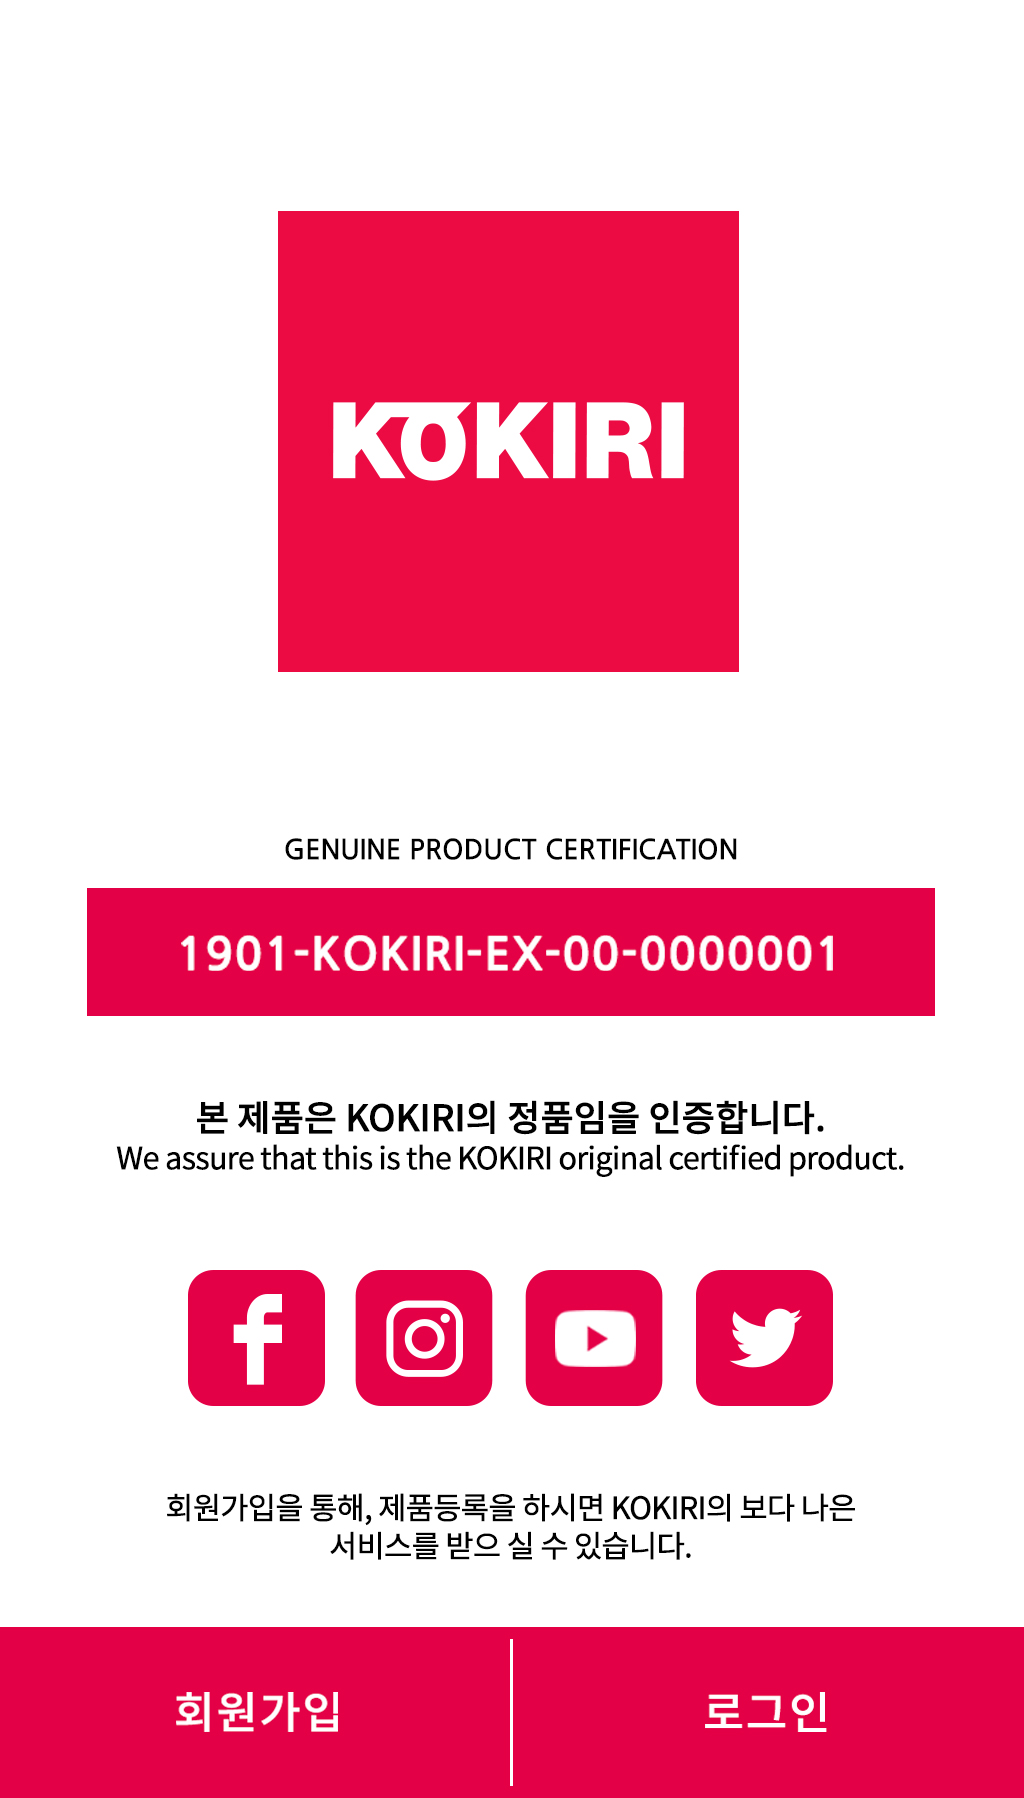 KOKIRI
GENUINE PRODUCT CERTIFICATION
1901-KOKIRI-EX-00-0000001
본 제품은 KOKIRI의 정품임을 인증합니다.
We assure that this is the KOKIRI original certified product.
회원가입을 통해, 제품등록을 하시면 KOKIRI의 보다 나은
서비스를 받으 실 수 있습니다.
회원가입
로그인